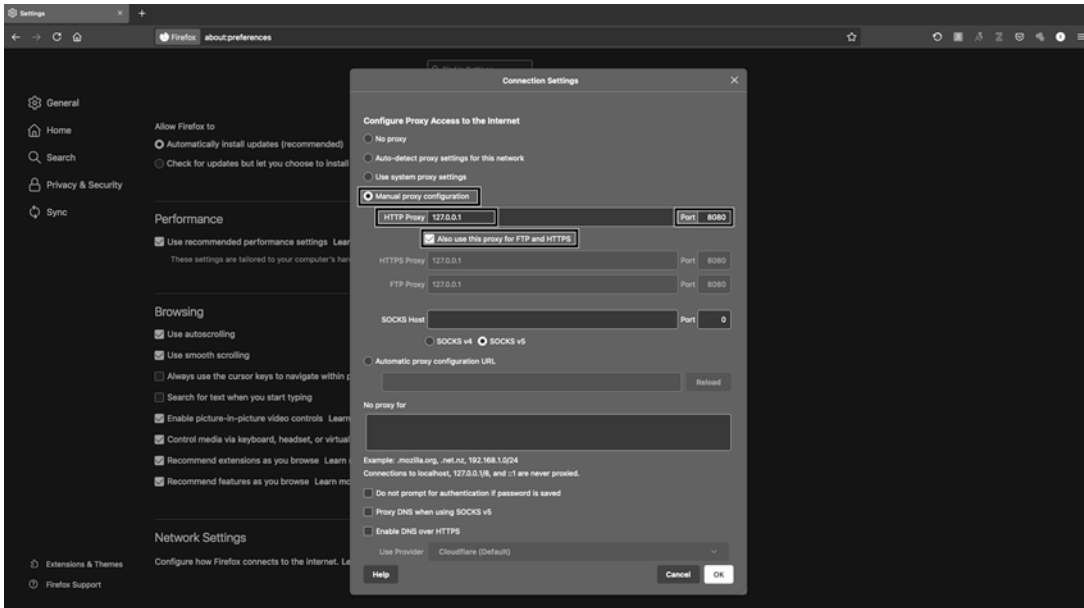 Settings
Firefox about:preferences
General
Home
Search
Privacy & Security
Sync
Extensions & Themes
Firefox Support
Allow Firefox to
Automatically install updates (recommended)
Check for updates but let you choose to install
Performance
Use recommended performance settings Lear
These settings are tailored to your computer's har
Browsing
Use autoscrolling
Use smooth scrolling
Always use the cursor keys to navigate within p
Search for text when you start typing
Enable picture-in-picture video controls Learn
Control media via keyboard, headset, or virtual
Recommend extensions as you browse Learn
Recommend features as you browse Learn mo
Network Settings
Configure how Firefox connects to the internet. Le
Connection Settings
Configure Proxy Access to the Internet
No proxy
Auto-detect proxy settings for this network
Use system proxy settings
Manual proxy configuration
HTTP Proxy 127.0.0.1 Port 8080
Also use this proxy for FTP and HTTPS
HTTPS Proxy 127.0.0.1 Port 8080
FTP Proxy 127.0.0.1 Port 8080
SOCKS Host Port 0
SOCKS v4 SOCKS v5
Automatic proxy configuration URL
Reload
No proxy for
Example: .mozilla.org, .net.nz, 192.168.1.0/24
Connections to localhost, 127.0.0.1/8, and ::1 are never proxied.
Do not prompt for authentication if password is saved
Proxy DNS when using SOCKS v5
Enable DNS over HTTPS
Use Provider Cloudflare (Default)
Help Cancel OK